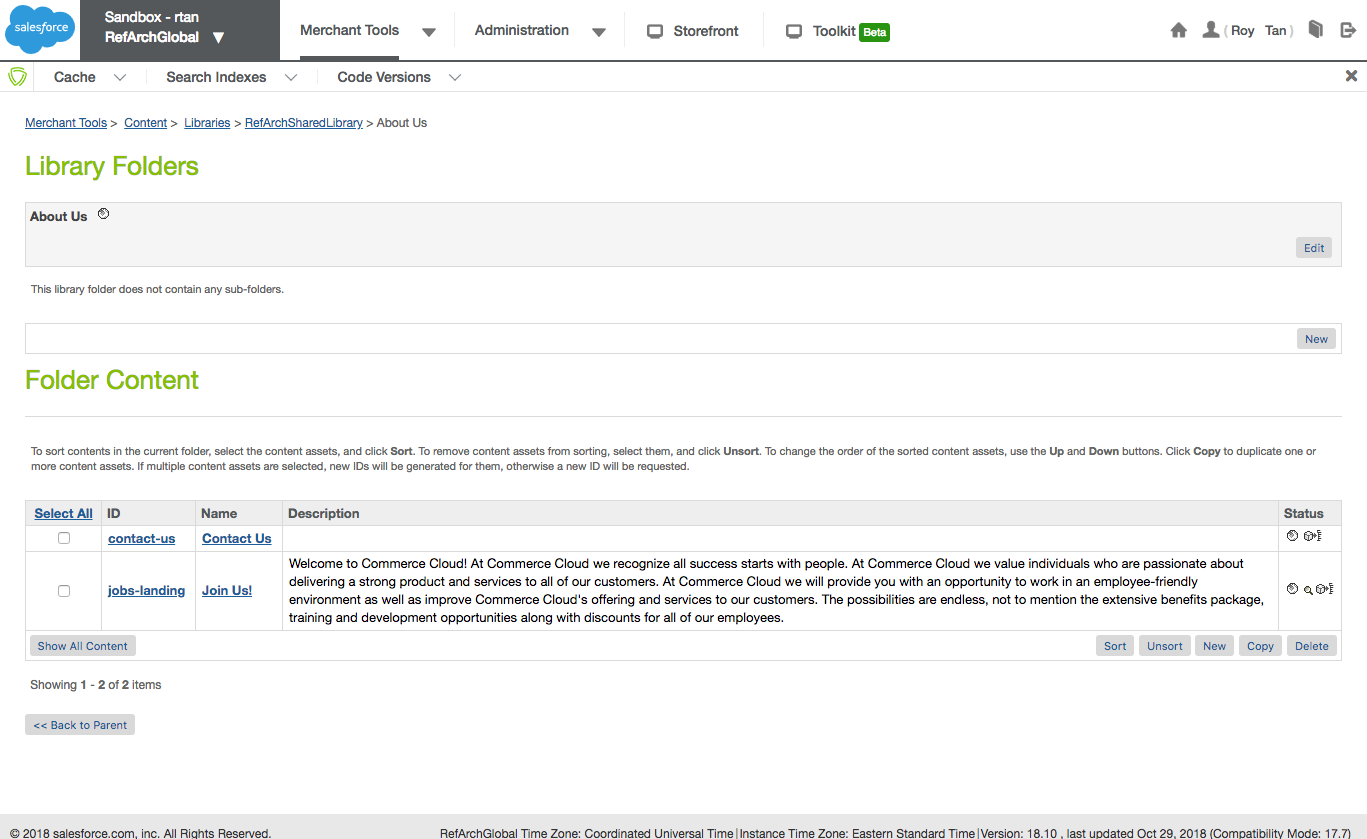 salesforce
Sandbox - rtan
RefArchGlobal ▼
Merchant Tools
Administration
Storefront
Toolkit Beta
( Roy Tan )
Cache
Search Indexes
Code Versions
Merchant Tools > Content > Libraries > RefArchSharedLibrary > About Us
Library Folders
About Us
Edit
This library folder does not contain any sub-folders.
New
Folder Content
To sort contents in the current folder, select the content assets, and click Sort. To remove content assets from sorting, select them, and click Unsort. To change the order of the sorted content assets, use the Up and Down buttons. Click Copy to duplicate one or
more content assets. If multiple content assets are selected, new IDs will be generated for them, otherwise a new ID will be requested.
Select All ID Name Description Status
contact-us Contact Us
jobs-landing Join Us!
Welcome to Commerce Cloud! At Commerce Cloud we recognize all success starts with people. At Commerce Cloud we value individuals who are passionate about
delivering a strong product and services to all of our customers. At Commerce Cloud we will provide you with an opportunity to work in an employee-friendly
environment as well as improve Commerce Cloud's offering and services to our customers. The possibilities are endless, not to mention the extensive benefits package,
training and development opportunities along with discounts for all of our employees.
Show All Content Sort Unsort New Copy Delete
Showing 1 - 2 of 2 items
<< Back to Parent
© 2018 salesforce.com, inc. All Rights Reserved. RefArchGlobal Time Zone: Coordinated Universal Time|Instance Time Zone: Eastern Standard Time|Version: 18.10 , last updated Oct 29, 2018 (Compatibility Mode: 17.7)